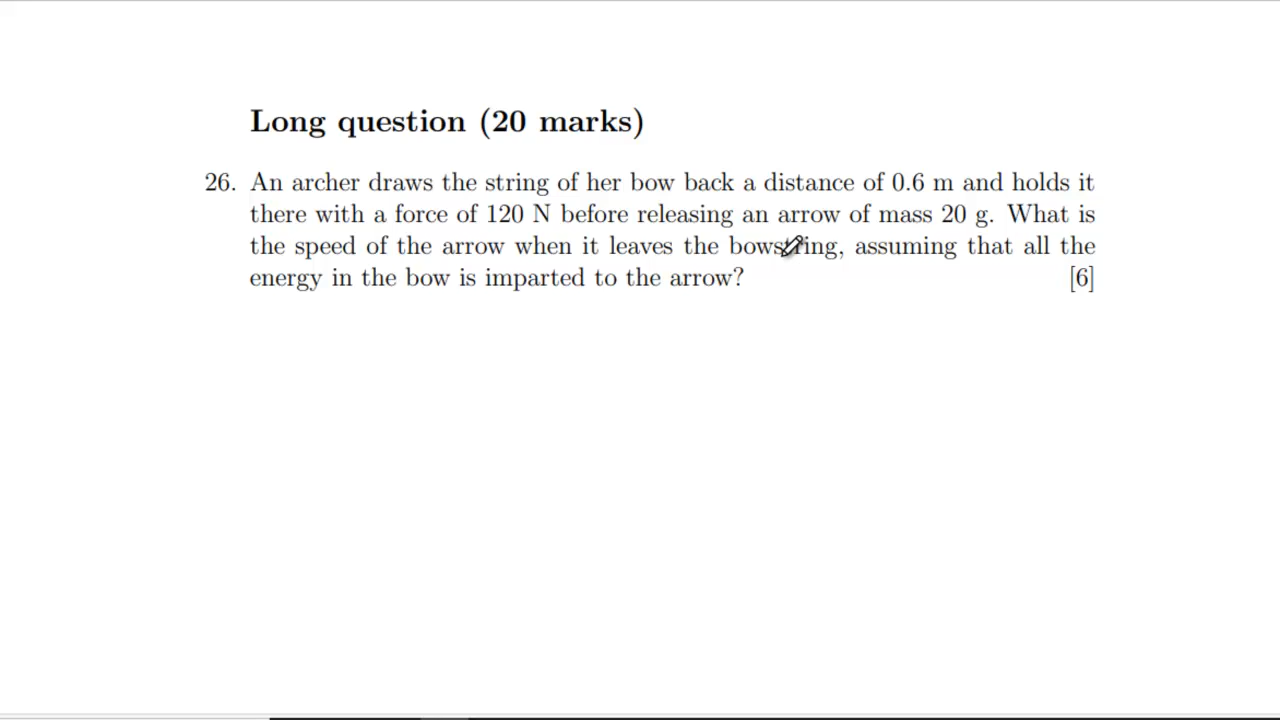 Long question (20 marks)
26. An archer draws the string of her bow back a distance of 0.6 m and holds it
there with a force of 120 N before releasing an arrow of mass 20 g. What is
the speed of the arrow when it leaves the bowstring, assuming that all the
energy in the bow is imparted to the arrow? [6]